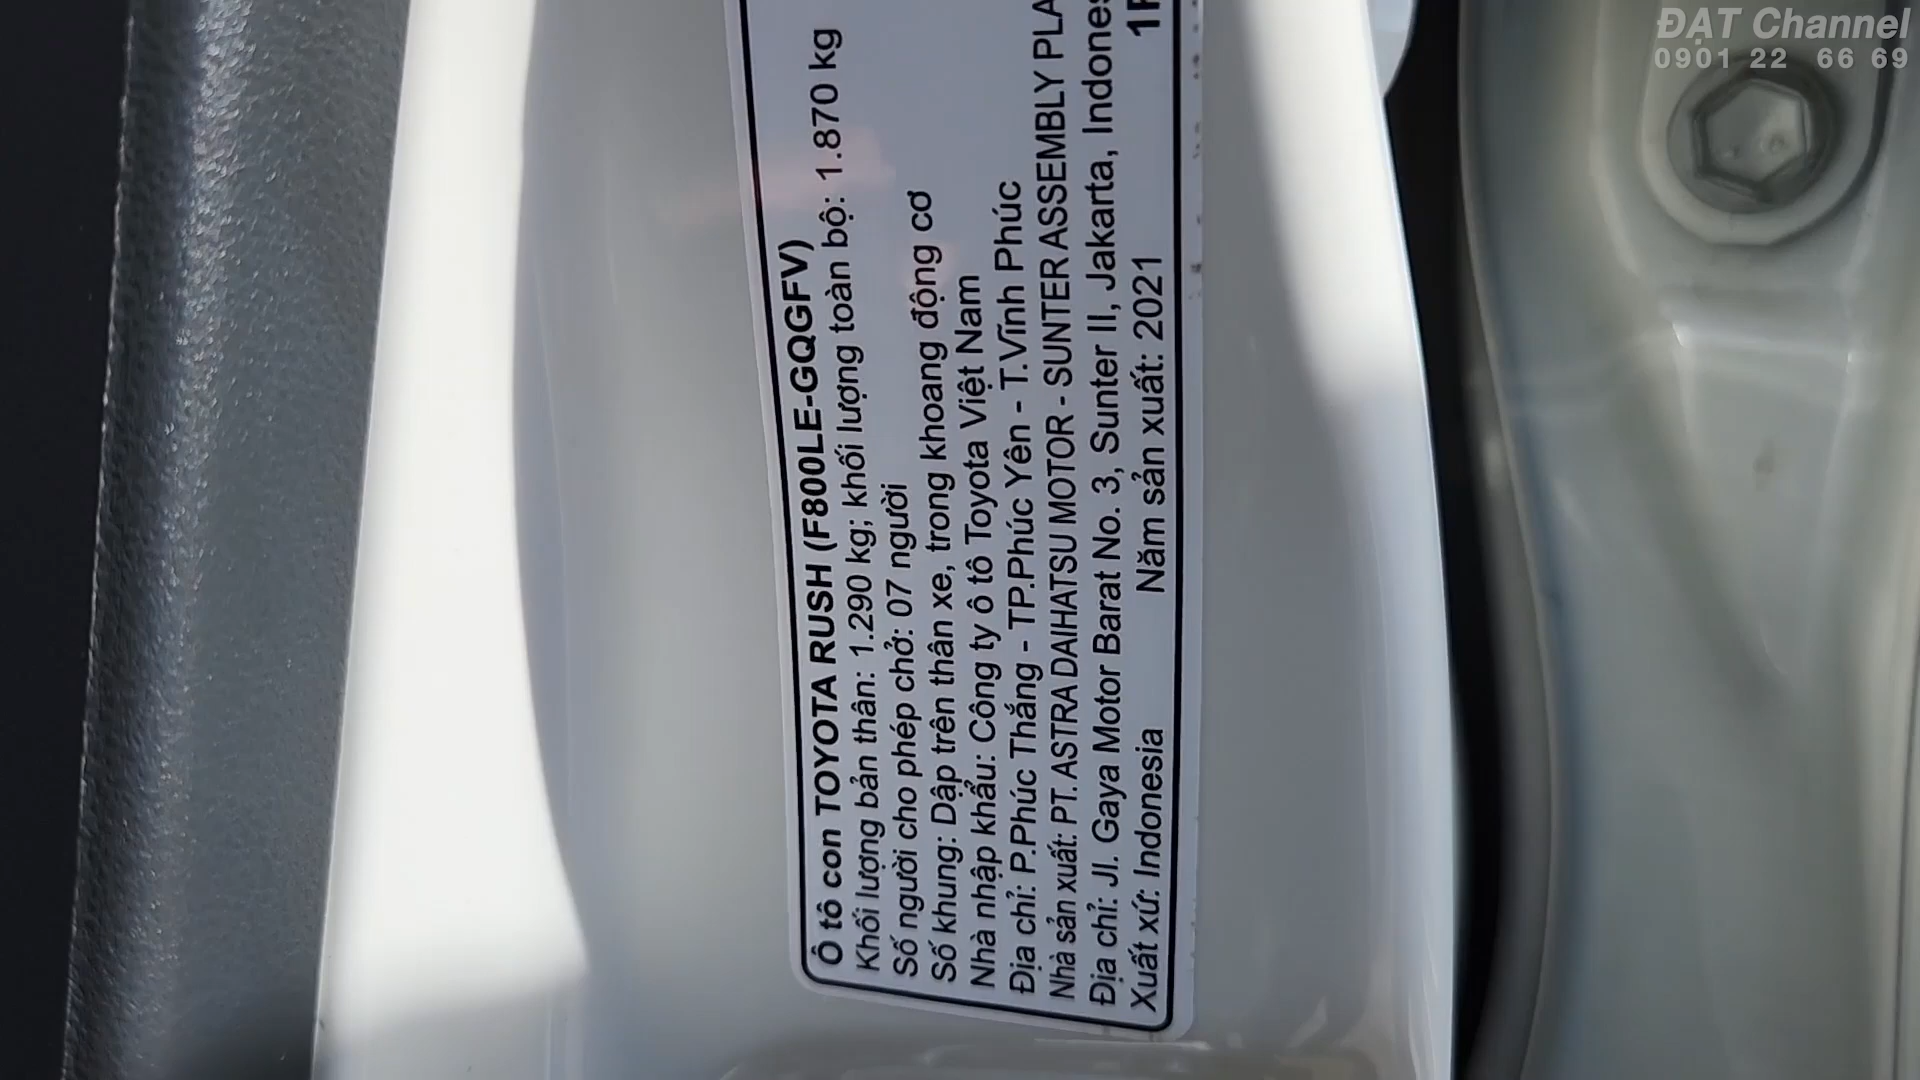 ĐẠT Channel
0901 22 66 69
Ô tô con TOYOTA RUSH (F800LE-GQGFV)
Khối lượng bản thân: 1.290 kg; khối lượng toàn bộ: 1.870 kg
Số người cho phép chở: 07 người
Số khung: Dập trên thân xe, trong khoang động cơ
Nhà nhập khẩu: Công ty ô tô Toyota Việt Nam
Địa chỉ: P.Phúc Thắng - TP.Phúc Yên - T.Vĩnh Phúc
Nhà sản xuất: PT. ASTRA DAIHATSU MOTOR - SUNTER ASSEMBLY PLA
Địa chỉ: Jl. Gaya Motor Barat No. 3, Sunter II, Jakarta, Indones
Xuất xứ: Indonesia Năm sản xuất: 2021